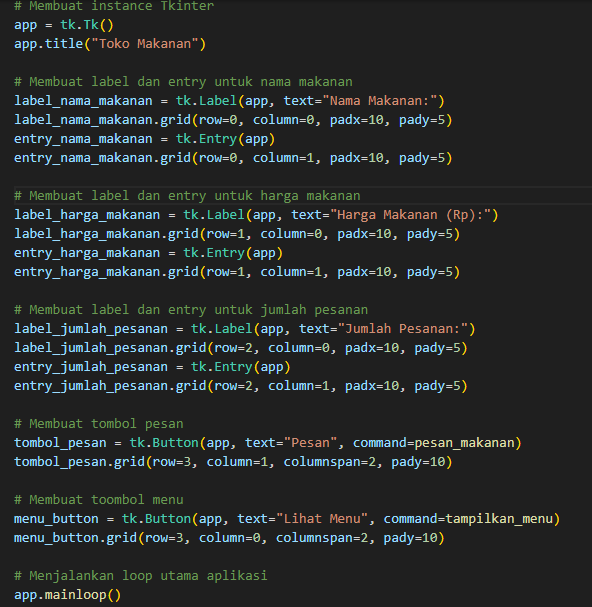 # Membuat instance Tkinter
app = tk.Tk()
app.title("Toko Makanan")

# Membuat label dan entry untuk nama makanan
label_nama_makanan = tk.Label(app, text="Nama Makanan:")
label_nama_makanan.grid(row=0, column=0, padx=10, pady=5)
entry_nama_makanan = tk.Entry(app)
entry_nama_makanan.grid(row=0, column=1, padx=10, pady=5)

# Membuat label dan entry untuk harga makanan
label_harga_makanan = tk.Label(app, text="Harga Makanan (Rp):")
label_harga_makanan.grid(row=1, column=0, padx=10, pady=5)
entry_harga_makanan = tk.Entry(app)
entry_harga_makanan.grid(row=1, column=1, padx=10, pady=5)

# Membuat label dan entry untuk jumlah pesanan
label_jumlah_pesanan = tk.Label(app, text="Jumlah Pesanan:")
label_jumlah_pesanan.grid(row=2, column=0, padx=10, pady=5)
entry_jumlah_pesanan = tk.Entry(app)
entry_jumlah_pesanan.grid(row=2, column=1, padx=10, pady=5)

# Membuat tombol pesan
tombol_pesan = tk.Button(app, text="Pesan", command=pesan_makanan)
tombol_pesan.grid(row=3, column=1, columnspan=2, pady=10)

# Membuat toombol menu
menu_button = tk.Button(app, text="Lihat Menu", command=tampilkan_menu)
menu_button.grid(row=3, column=0, columnspan=2, pady=10)

# Menjalankan loop utama aplikasi
app.mainloop()